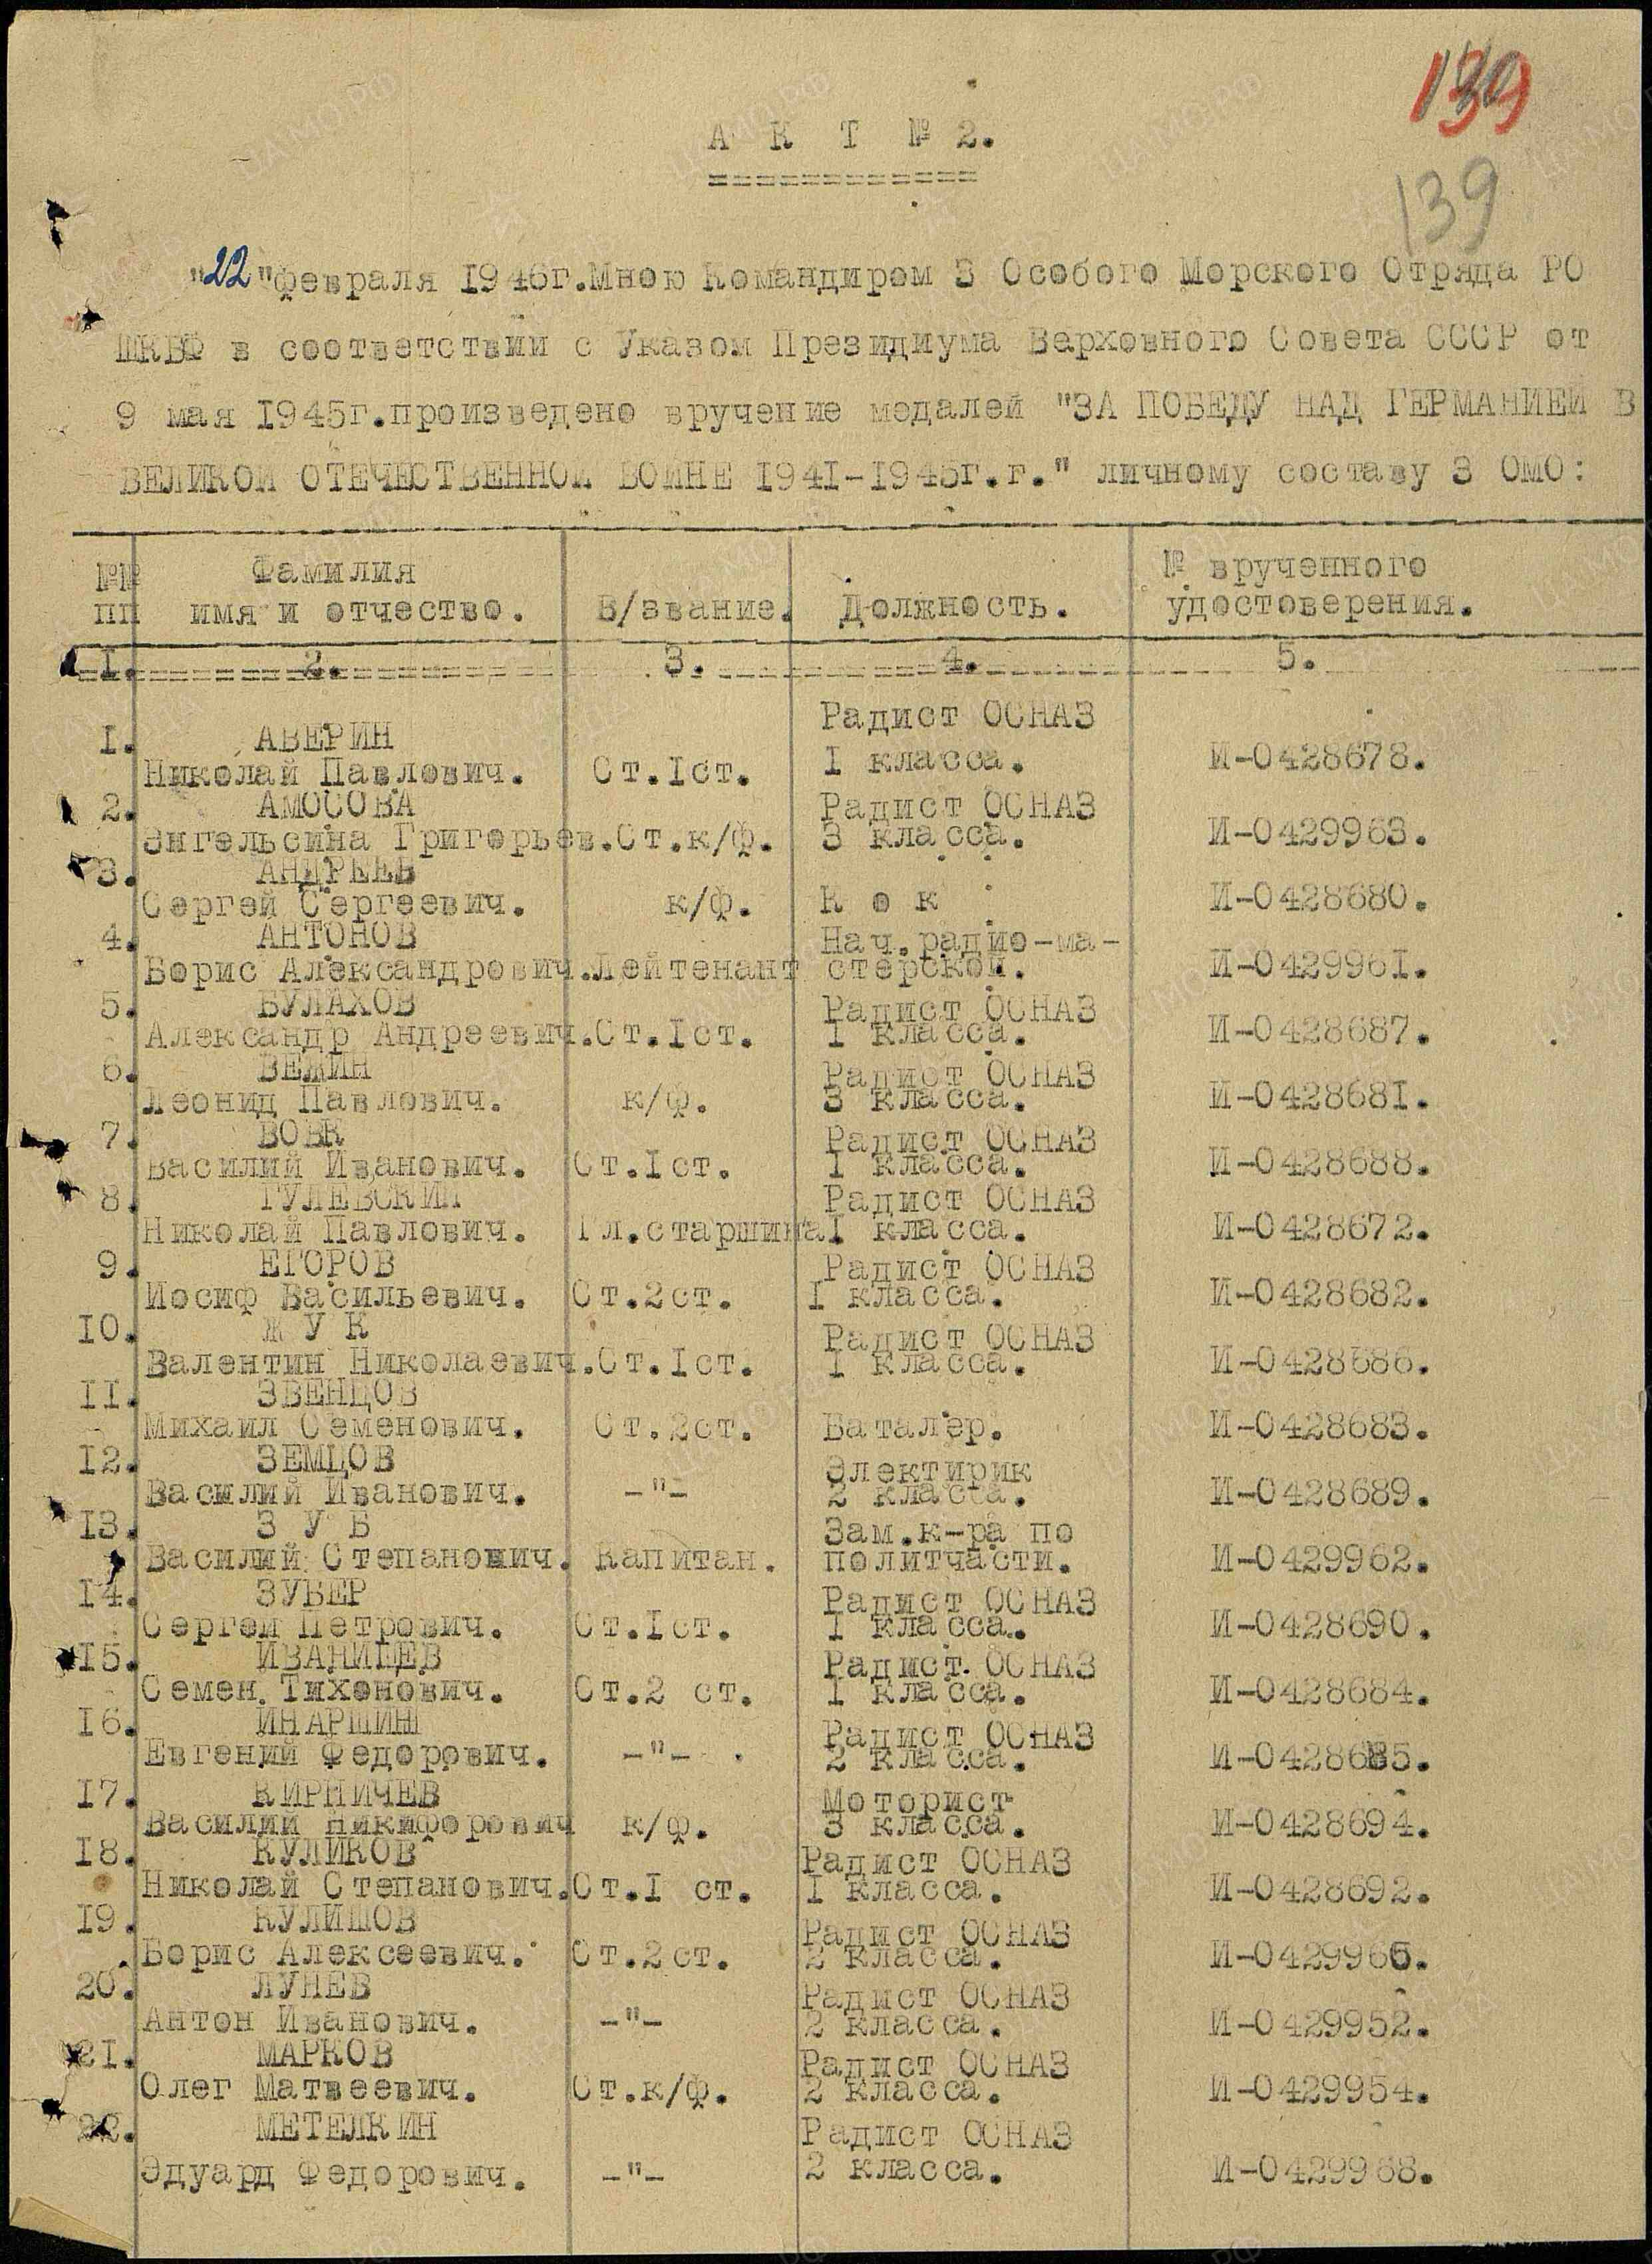 139
139
А К Т № 2.
============
"22"февраля 1946г.Мною Командиром 3 Особого Морского Отряда РО
ШКВФ в соответствии с Указом Президиума Верховного Совета СССР от
9 мая 1945г.произведено вручение медалей "ЗА ПОБЕДУ НАД ГЕРМАНИЕЙ В
ВЕЛИКОЙ ОТЕЧЕСТВЕННОЙ ВОЙНЕ 1941-1945г.г." личному составу 3 ОМО:
№№ пп Фамилия имя и отчество. В/звание. Должность. № врученного удостоверения.
1. 2. 3. 4. 5.
1. АВЕРИН Радист ОСНАЗ
Николай Павлович. Ст.1ст. 1 класса. И-0428678.
2. АМОСОВА Радист ОСНАЗ
Энгельсина Григорьев.Ст.к/ф. 3 класса. И-0429963.
3. АНДРЕЕВ
Сергей Сергеевич. к/ф. К о к И-0428680.
4. АНТОНОВ Нач.радио-ма-
Борис Александрович.Лейтенант стерской. И-0429961.
5. БУЛАХОВ Радист ОСНАЗ
Александр Андреевич.Ст.1ст. 1 класса. И-0428687.
6. ВЕЖИН Радист ОСНАЗ
Леонид Павлович. к/ф. 3 класса. И-0428681.
7. ВОВК Радист ОСНАЗ
Василий Иванович. Ст.1ст. 1 класса. И-0428688.
8. ГУЛЕВСКИЙ Радист ОСНАЗ
Николай Павлович. Гл.старшина 1 класса. И-0428672.
9. ЕГОРОВ Радист ОСНАЗ
Иосиф Васильевич. Ст.2ст. 1 класса. И-0428682.
10. Ж У К Радист ОСНАЗ
Валентин Николаевич.Ст.1ст. 1 класса. И-0428686.
11. ЗВЕНЦОВ
Михаил Семенович. Ст.2ст. Баталер. И-0428683.
12. ЗЕМЦОВ Электирик
Василий Иванович. -"- 2 класса. И-0428689.
13. З У Б Зам.к-ра по
Василий Степанович. Капитан. политчасти. И-0429962.
14. ЗУБЕР Радист ОСНАЗ
Сергей Петрович. Ст.1ст. 1 класса. И-0428690.
15. ИВАНИЩЕВ Радист ОСНАЗ
Семен Тихонович. Ст.2 ст. 1 класса. И-0428684.
16. ИНАРШИН Радист ОСНАЗ
Евгений Федорович. -"- 2 класса. И-0428685.
17. КИРПИЧЕВ Моторист
Василий Никифорович к/ф. 3 класса. И-0428694.
18. КУЛИКОВ Радист ОСНАЗ
Николай Степанович.Ст.1 ст. 1 класса. И-0428692.
19. КУЛИШОВ Радист ОСНАЗ
Борис Алексеевич. Ст.2ст. 2 класса. И-0429966.
20. ЛУНЕВ Радист ОСНАЗ
Антон Иванович. -"- 2 класса. И-0429952.
21. МАРКОВ Радист ОСНАЗ
Олег Матвеевич. Ст.к/ф. 2 класса. И-0429954.
22. МЕТЕЛКИН Радист ОСНАЗ
Эдуард Федорович. -"- 2 класса. И-0429968.